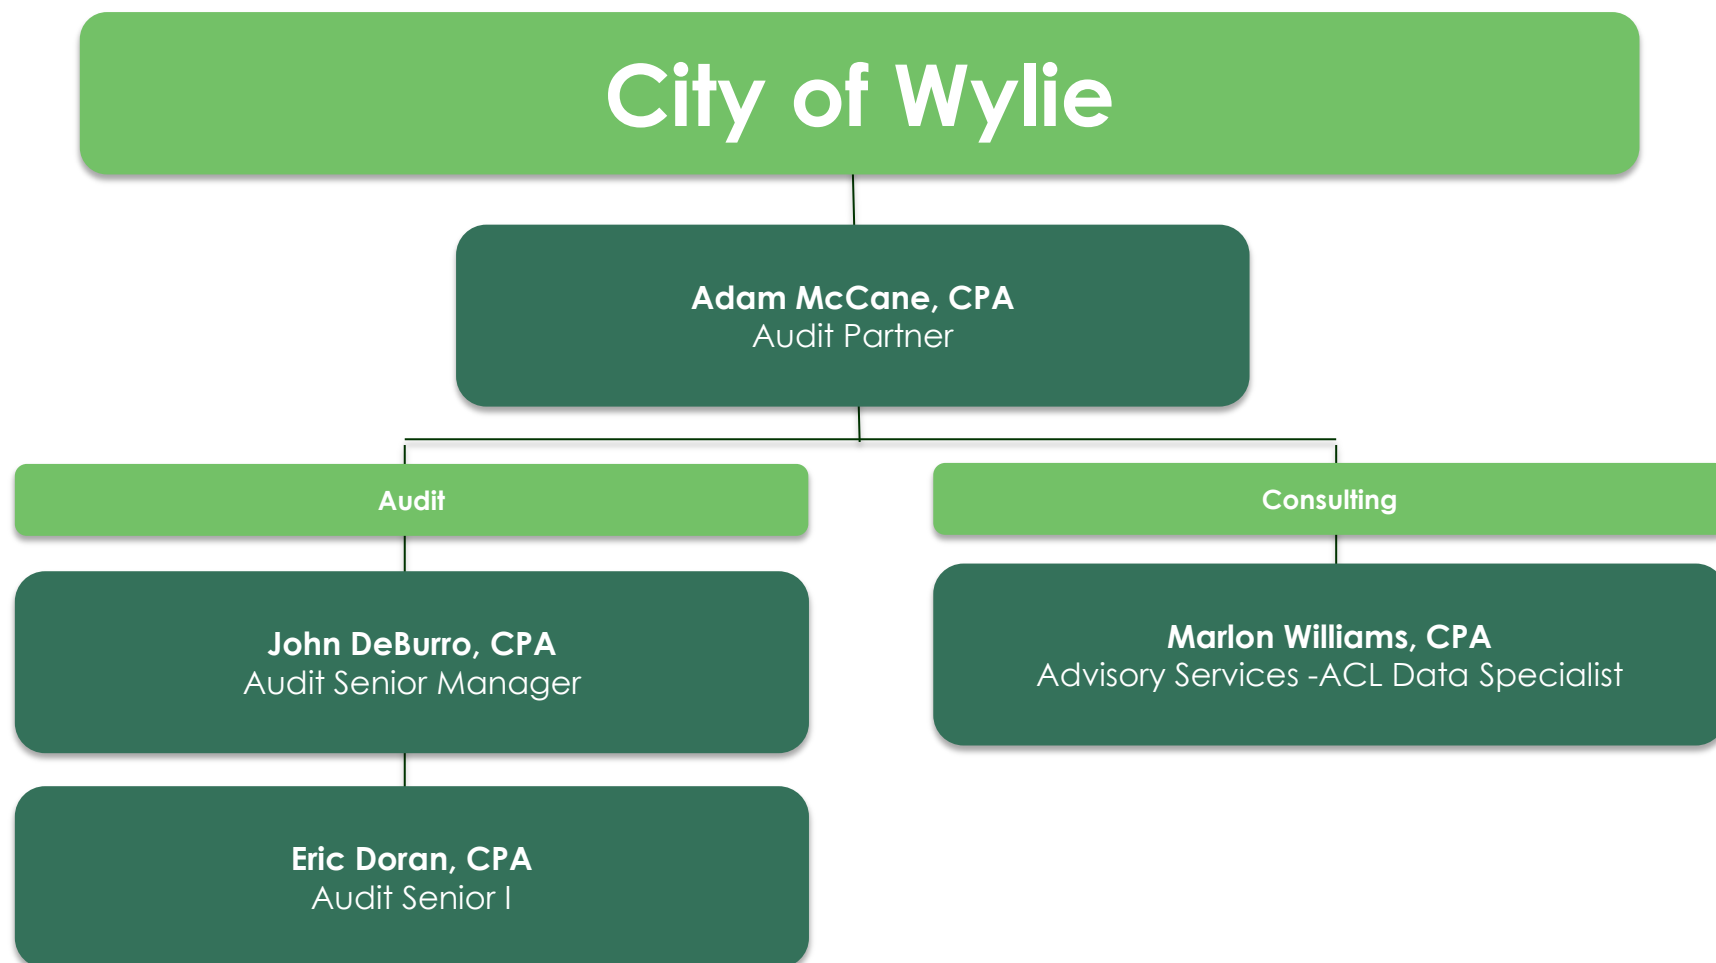 City of Wylie
Adam McCane, CPA
Audit Partner
Audit
John DeBurro, CPA
Audit Senior Manager
Eric Doran, CPA
Audit Senior I
Consulting
Marlon Williams, CPA
Advisory Services -ACL Data Specialist